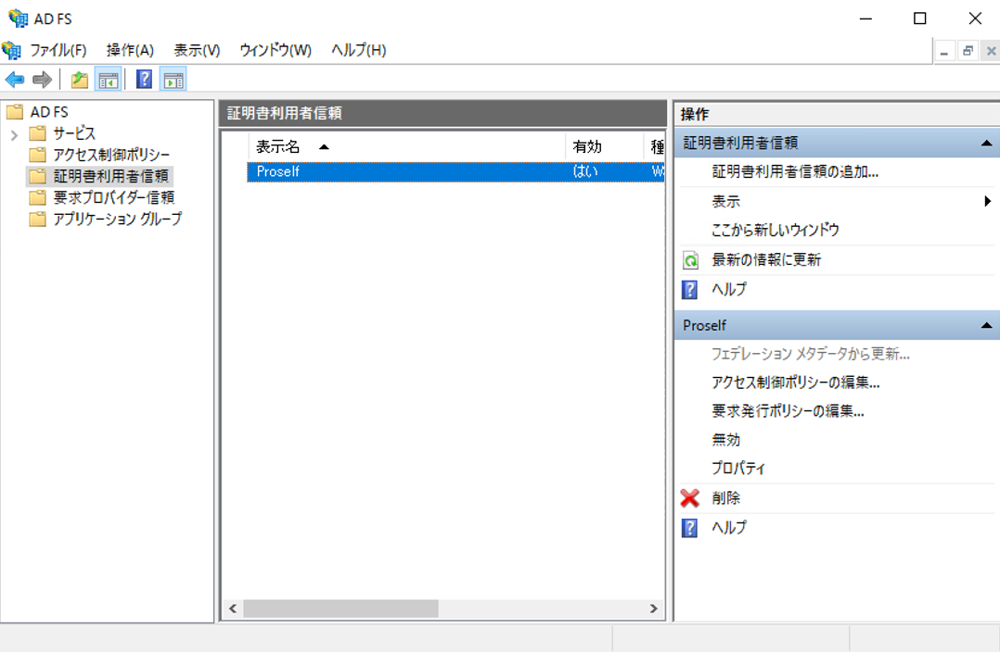 AD FS
ファイル(F) 操作(A) 表示(V) ウィンドウ(W) ヘルプ(H)
AD FS
サービス
アクセス制御ポリシー
証明書利用者信頼
要求プロバイダー信頼
アプリケーション グループ
証明書利用者信頼
表示名 有効 種
Proself はい W
操作
証明書利用者信頼
証明書利用者信頼の追加...
表示
ここから新しいウィンドウ
最新の情報に更新
ヘルプ
Proself
フェデレーション メタデータから更新...
アクセス制御ポリシーの編集...
要求発行ポリシーの編集...
無効
プロパティ
削除
ヘルプ